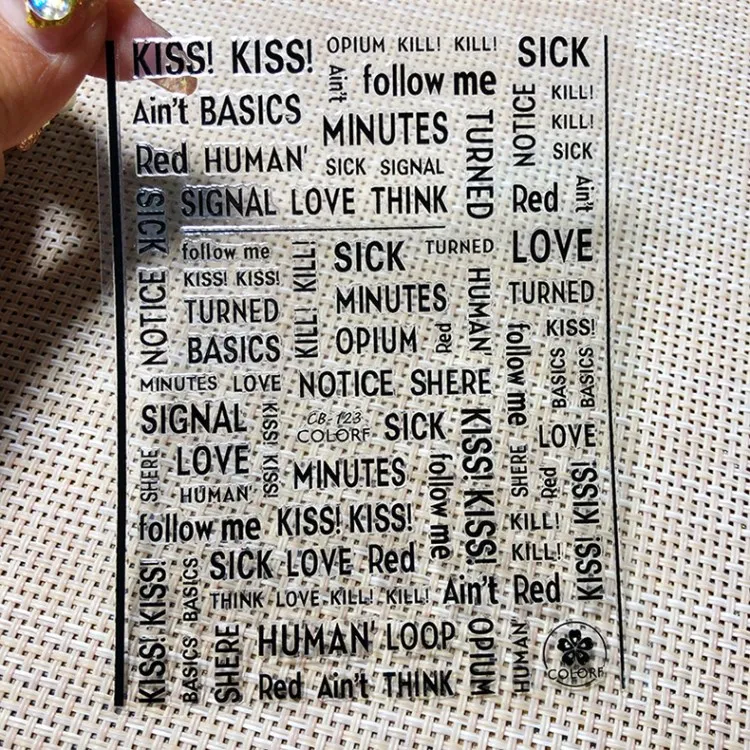 KISS! KISS!
OPIUM KILL! KILL!
SICK
Ain't
follow me
KILL!
Ain't BASICS
NOTICE
KILL!
MINUTES
TURNED
SICK
Red HUMAN'
SICK SIGNAL
Ain't
SICK
SIGNAL LOVE THINK
Red
follow me
KILL! KILL!
SICK
TURNED
LOVE
NOTICE
KISS! KISS!
HUMAN'
TURNED
MINUTES
TURNED
BASICS
OPIUM
Red
follow me
KISS!
BASICS
BASICS
MINUTES LOVE
NOTICE SHERE
SIGNAL
KISS! KISS!
CB-123
COLORF
SICK
KISS! KISS!
LOVE
SHERE
LOVE
MINUTES
follow me
SHERE
Red
KISS! KISS!
HUMAN'
follow me
KISS! KISS!
KILL!
KISS! KISS!
BASICS
SICK LOVE Red
KILL!
THINK LOVE KILL! KILL!
Ain't Red
BASICS
SHERE
HUMAN' LOOP
OPIUM
HUMAN'
COLORF
Red Ain't THINK